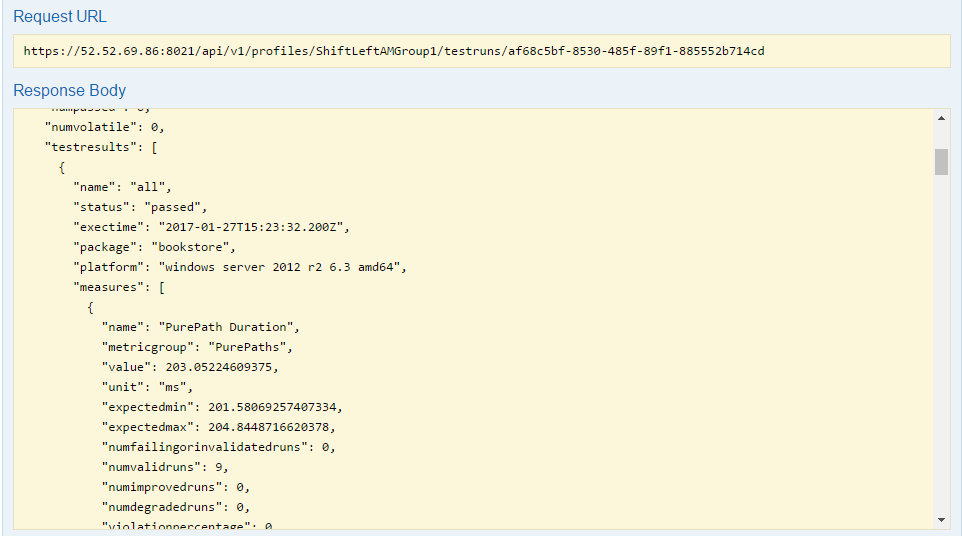 Request URL
https://52.52.69.86:8021/api/v1/profiles/ShiftLeftAMGroup1/testruns/af68c5bf-8530-485f-89f1-885552b714cd
Response Body
"numpassed": 6,
"numvolatile": 0,
"testresults": [
{
"name": "all",
"status": "passed",
"exectime": "2017-01-27T15:23:32.200Z",
"package": "bookstore",
"platform": "windows server 2012 r2 6.3 amd64",
"measures": [
{
"name": "PurePath Duration",
"metricgroup": "PurePaths",
"value": 203.05224609375,
"unit": "ms",
"expectedmin": 201.58069257407334,
"expectedmax": 204.8448716620378,
"numfailingorinvalidatedruns": 0,
"numvalidruns": 9,
"numimprovedruns": 0,
"numdegradedruns": 0,
"violationpercentage": 0